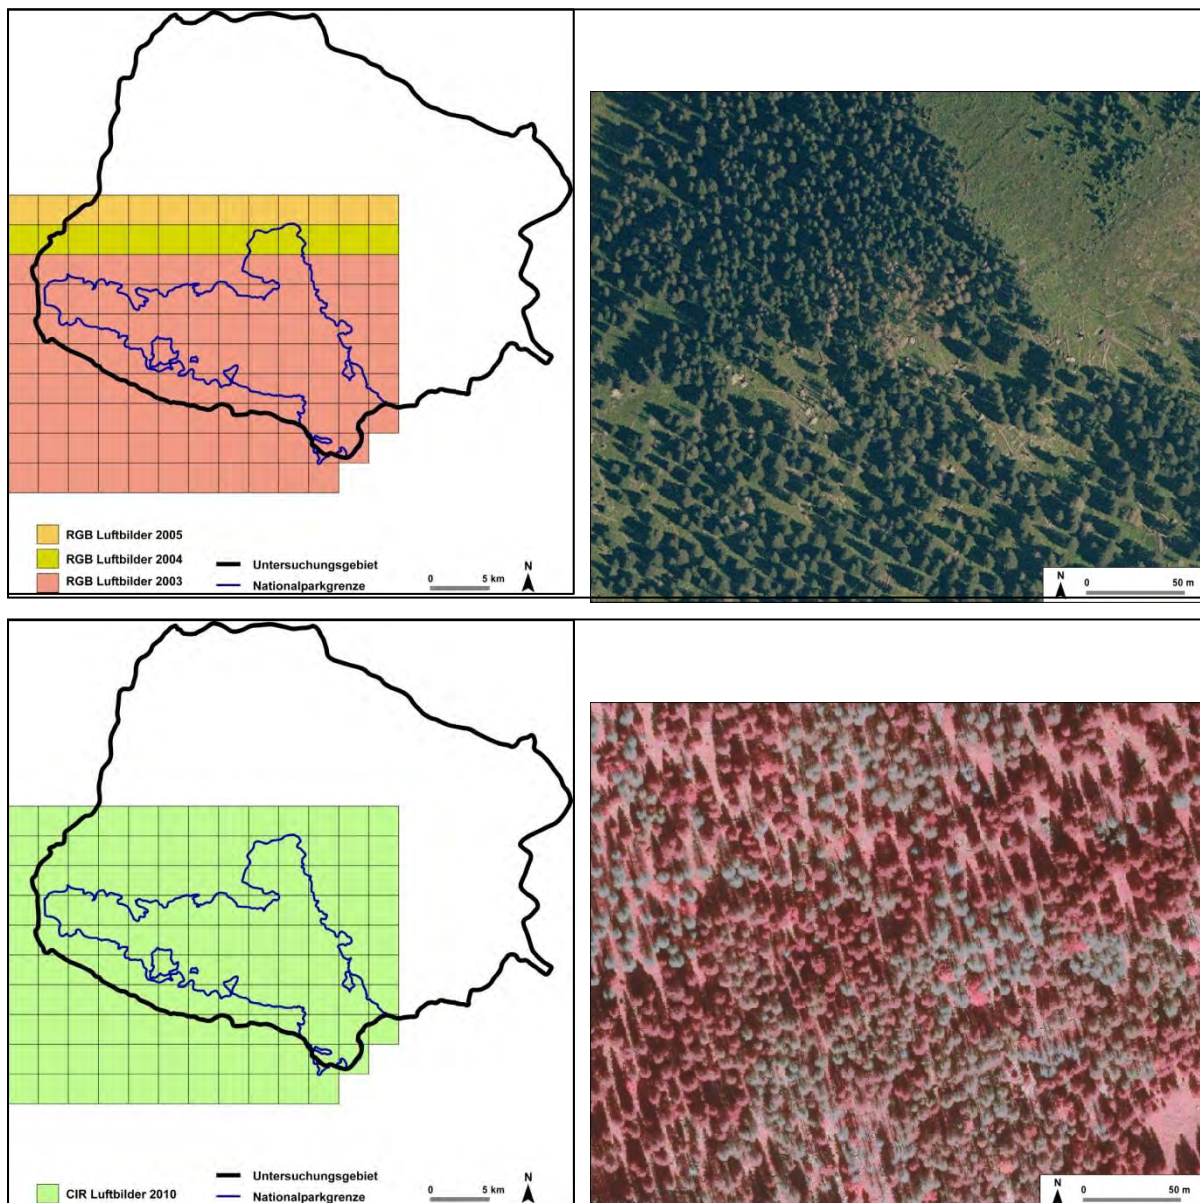 RGB Luftbilder 2005
RGB Luftbilder 2004
RGB Luftbilder 2003
Untersuchungsgebiet
Nationalparkgrenze
0 5 km
N
N
0 50 m
CIR Luftbilder 2010
Untersuchungsgebiet
Nationalparkgrenze
0 5 km
N
N
0 50 m